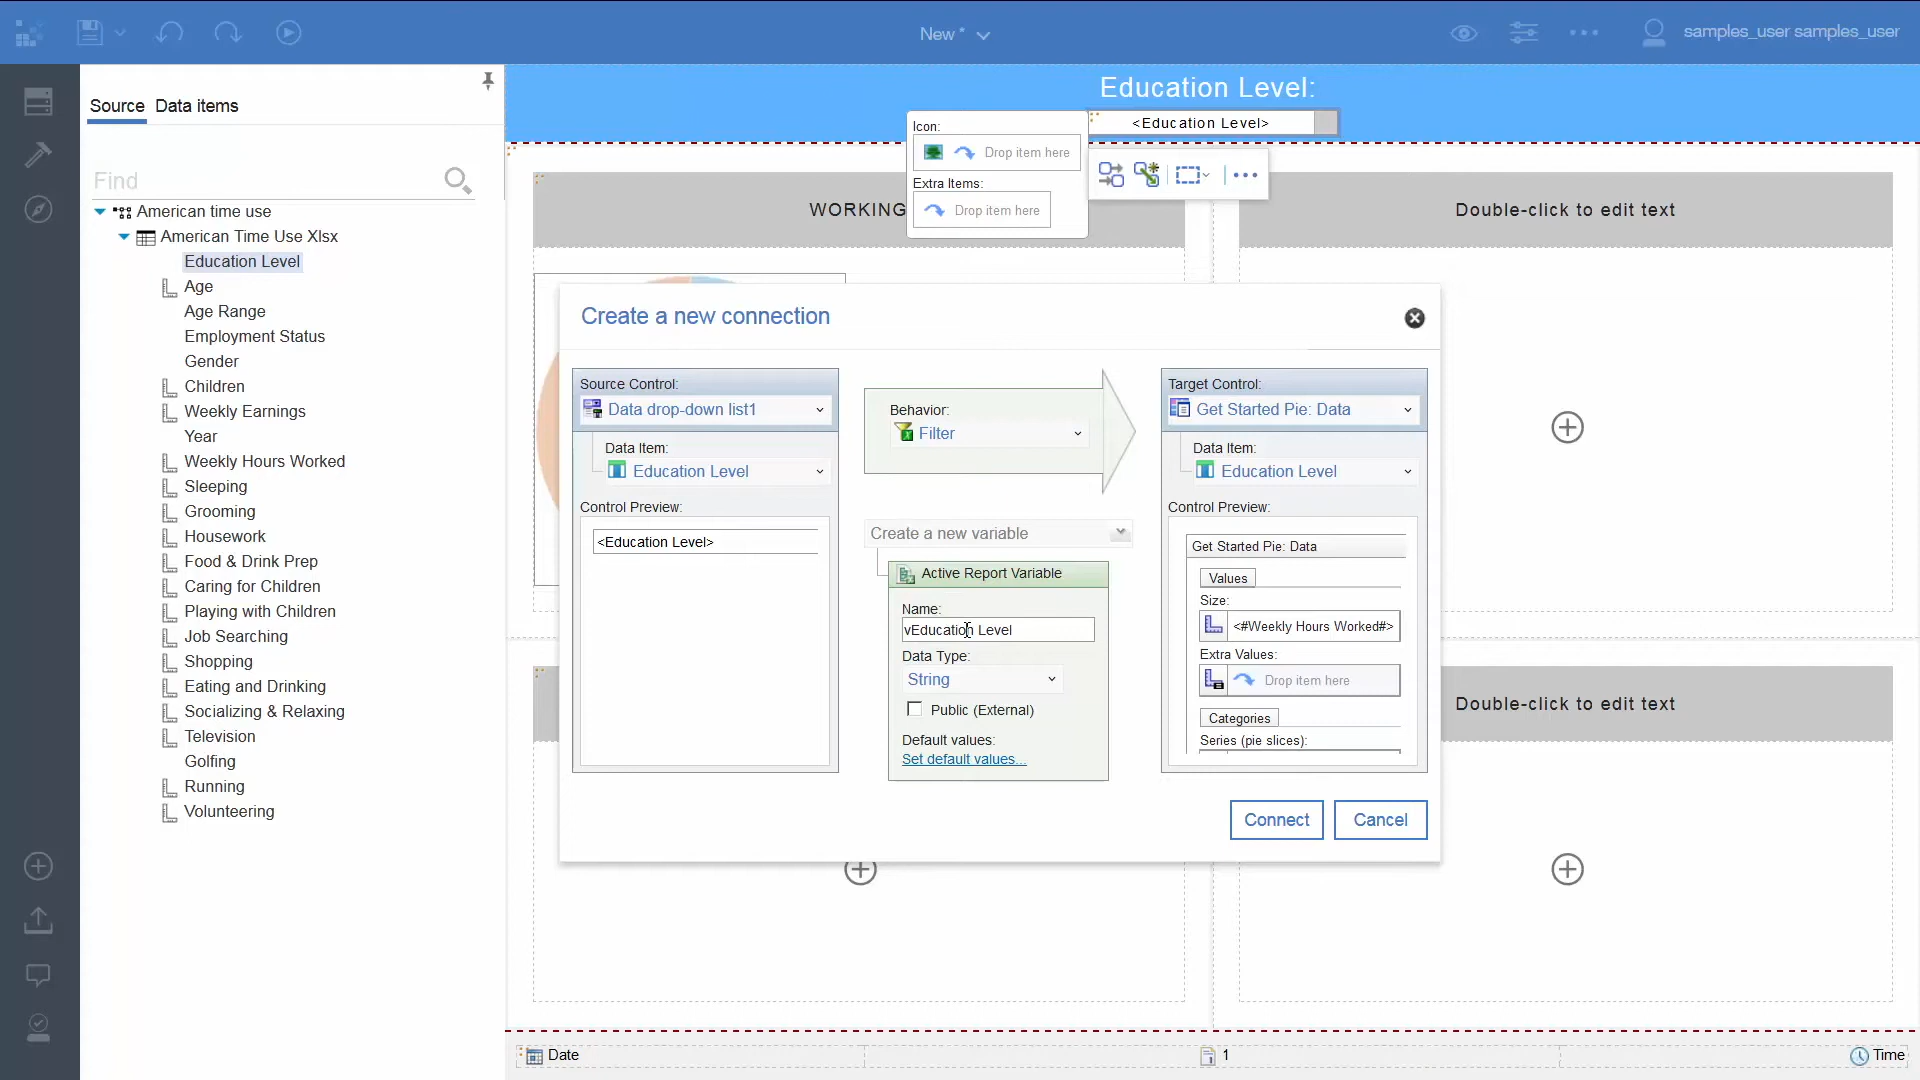 New *
samples_user samples_user
Source
Data items
Find
American time use
American Time Use Xlsx
Education Level
Age
Age Range
Employment Status
Gender
Children
Weekly Earnings
Year
Weekly Hours Worked
Sleeping
Grooming
Housework
Food & Drink Prep
Caring for Children
Playing with Children
Job Searching
Shopping
Eating and Drinking
Socializing & Relaxing
Television
Golfing
Running
Volunteering
Education Level:
<Education Level>
Icon:
Drop item here
Extra Items:
Drop item here
WORKING
Double-click to edit text
Create a new connection
Source Control:
Data drop-down list1
Data Item:
Education Level
Control Preview:
<Education Level>
Behavior:
Filter
Create a new variable
Active Report Variable
Name:
vEducation Level
Data Type:
String
Public (External)
Default values:
Set default values...
Target Control:
Get Started Pie: Data
Data Item:
Education Level
Control Preview:
Get Started Pie: Data
Values
Size:
<#Weekly Hours Worked#>
Extra Values:
Drop item here
Categories
Series (pie slices):
Connect
Cancel
Double-click to edit text
Date
1
Time